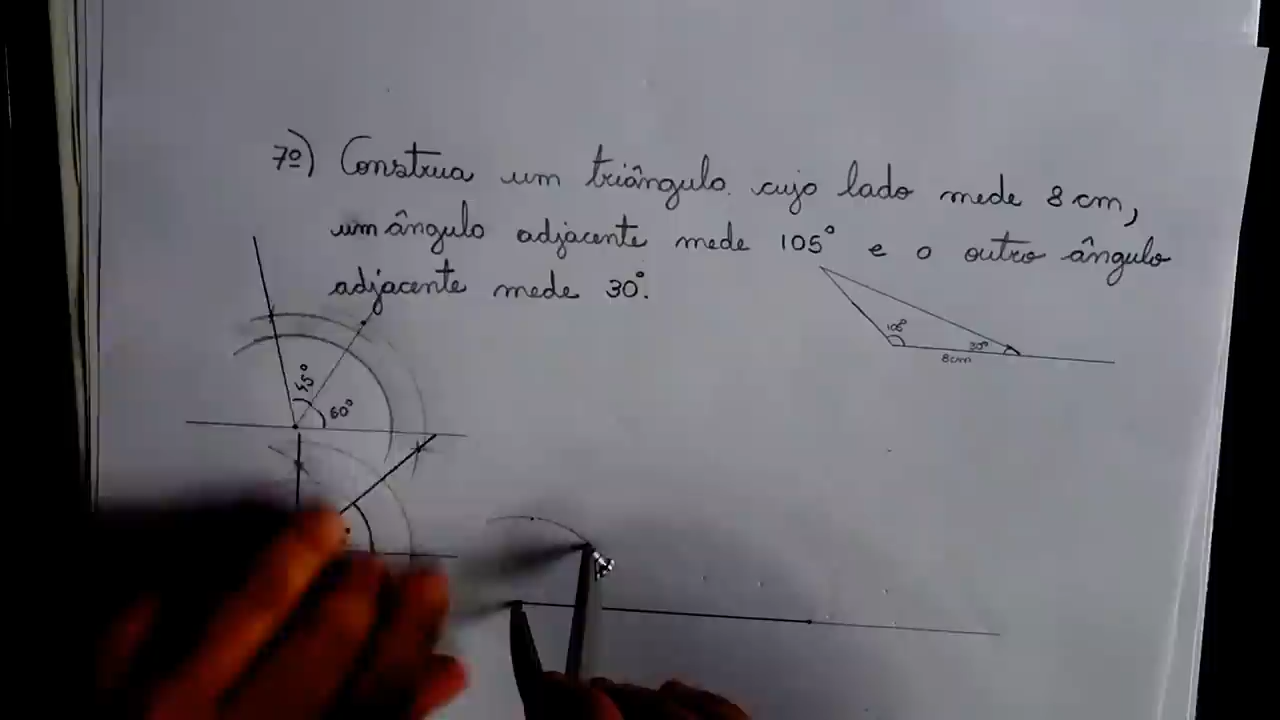 7º) Construa um triângulo cujo lado mede 8 cm,
um ângulo adjacente mede 105° e o outro ângulo
adjacente mede 30°.
105°
30°
8cm
45°
60°